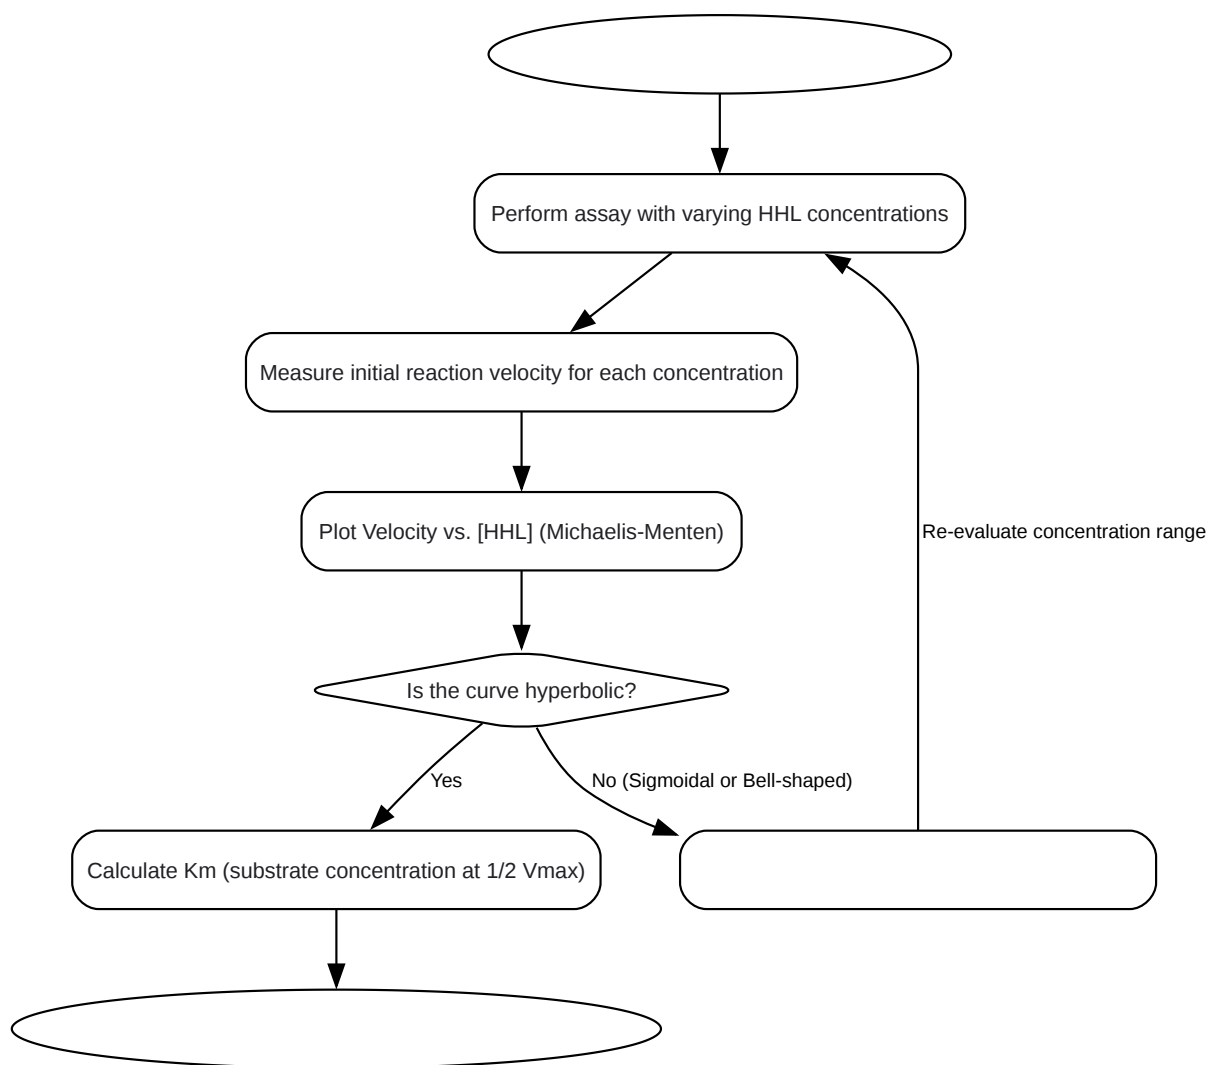 Perform assay with varying HHL concentrations
Measure initial reaction velocity for each concentration
Plot Velocity vs. [HHL] (Michaelis-Menten)
Re-evaluate concentration range
Is the curve hyperbolic?
Yes
No (Sigmoidal or Bell-shaped)
Calculate Km (substrate concentration at 1/2 Vmax)